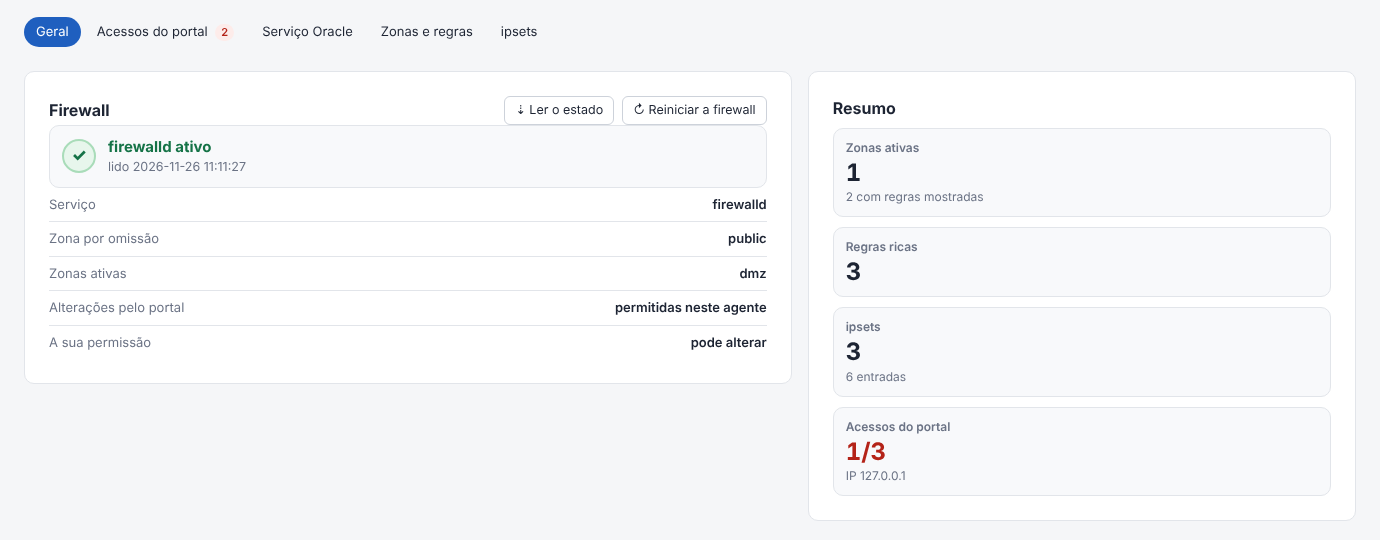 Geral
Acessos do portal 2
Serviço Oracle
Zonas e regras
ipsets
Firewall
↓ Ler o estado
↻ Reiniciar a firewall
firewalld ativo
lido 2026-11-26 11:11:27
Serviço firewalld
Zona por omissão public
Zonas ativas dmz
Alterações pelo portal permitidas neste agente
A sua permissão pode alterar
Resumo
Zonas ativas
1
2 com regras mostradas
Regras ricas
3
ipsets
3
6 entradas
Acessos do portal
1/3
IP 127.0.0.1